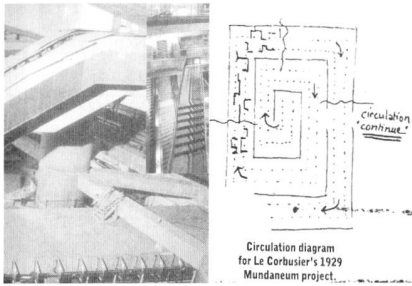 circulation
"continue"
Circulation diagram
for Le Corbusier's 1929
Mundaneum project.